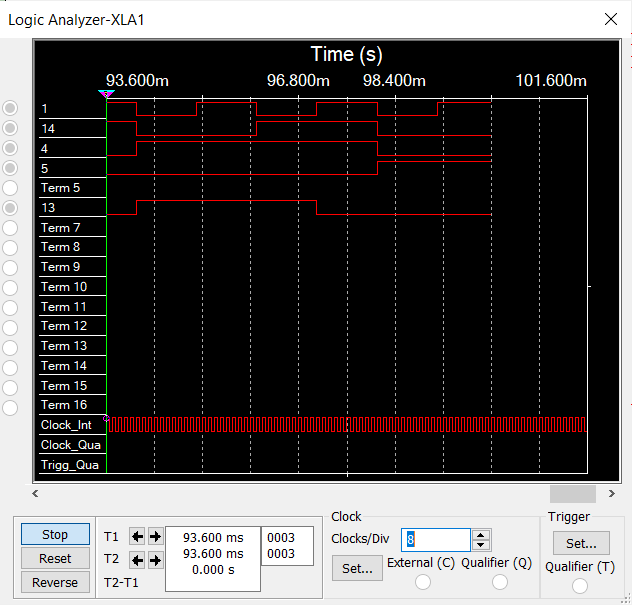 Logic Analyzer-XLA1
Time (s)
93.600m 96.800m 98.400m 101.600m
1
14
4
5
Term 5
13
Term 7
Term 8
Term 9
Term 10
Term 11
Term 12
Term 13
Term 14
Term 15
Term 16
Clock_Int
Clock_Qua
Trigg_Qua
Stop
Reset
Reverse
T1 93.600 ms 0003
T2 93.600 ms 0003
T2-T1 0.000 s
Clock
Clocks/Div 8
Set... External (C) Qualifier (Q)
Trigger
Set...
Qualifier (T)